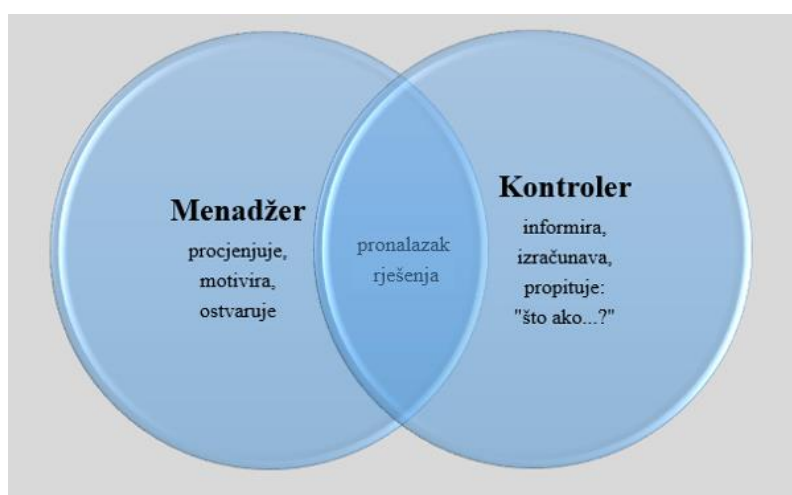 Menadžer
procjenjuje,
motivira,
ostvaruje
pronalazak
rješenja
Kontroler
informira,
izračunava,
propituje:
"što ako...?"